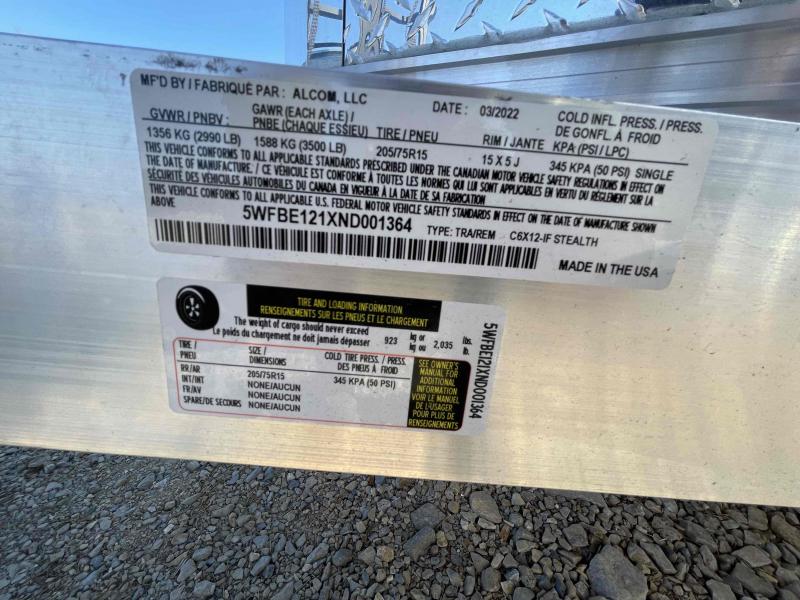 MF'D BY / FABRIQUÉ PAR : ALCOM, LLC
DATE : 03/2022
GVWR / PNBV : GAWR (EACH AXLE) / PNBE (CHAQUE ESSIEU) TIRE / PNEU RIM / JANTE COLD INFL. PRESS. / PRESS. DE GONFL. À FROID KPA (PSI / LPC)
1356 KG (2990 LB) 1588 KG (3500 LB) 205/75R15 15 X 5 J 345 KPA (50 PSI) SINGLE
THIS VEHICLE CONFORMS TO ALL APPLICABLE STANDARDS PRESCRIBED UNDER THE CANADIAN MOTOR VEHICLE SAFETY REGULATIONS IN EFFECT ON
THE DATE OF MANUFACTURE. / CE VÉHICULE EST CONFORME À TOUTES LES NORMES QUI LUI SONT APPLICABLES EN VERTU DU RÈGLEMENT SUR LA
SÉCURITÉ DES VÉHICULES AUTOMOBILES DU CANADA EN VIGUEUR À LA DATE DE SA FABRICATION
THIS VEHICLE CONFORMS TO ALL APPLICABLE U.S. FEDERAL MOTOR VEHICLE SAFETY STANDARDS IN EFFECT ON THE DATE OF MANUFACTURE SHOWN
ABOVE
5WFBE121XND001364 TYPE: TRA/REM C6X12-IF STEALTH
MADE IN THE USA
TIRE AND LOADING INFORMATION
RENSEIGNEMENTS SUR LES PNEUS ET LE CHARGEMENT
The weight of cargo should never exceed
Le poids du chargement ne doit jamais dépasser 923 kg or kg ou 2,035 lbs. lb.
TIRE / PNEU SIZE / DIMENSIONS COLD TIRE PRESS. / PRESS. DES PNEUS À FROID
RR/AR 205/75R15 345 KPA (50 PSI)
INT/INT NONE/AUCUN
FR/AV NONE/AUCUN
SPARE/DE SECOURS NONE/AUCUN
SEE OWNER'S
MANUAL FOR
ADDITIONAL
INFORMATION
VOIR LE MANUEL
DE L'USAGER
POUR PLUS DE
RENSEIGNEMENTS
5WFBE121XND001364